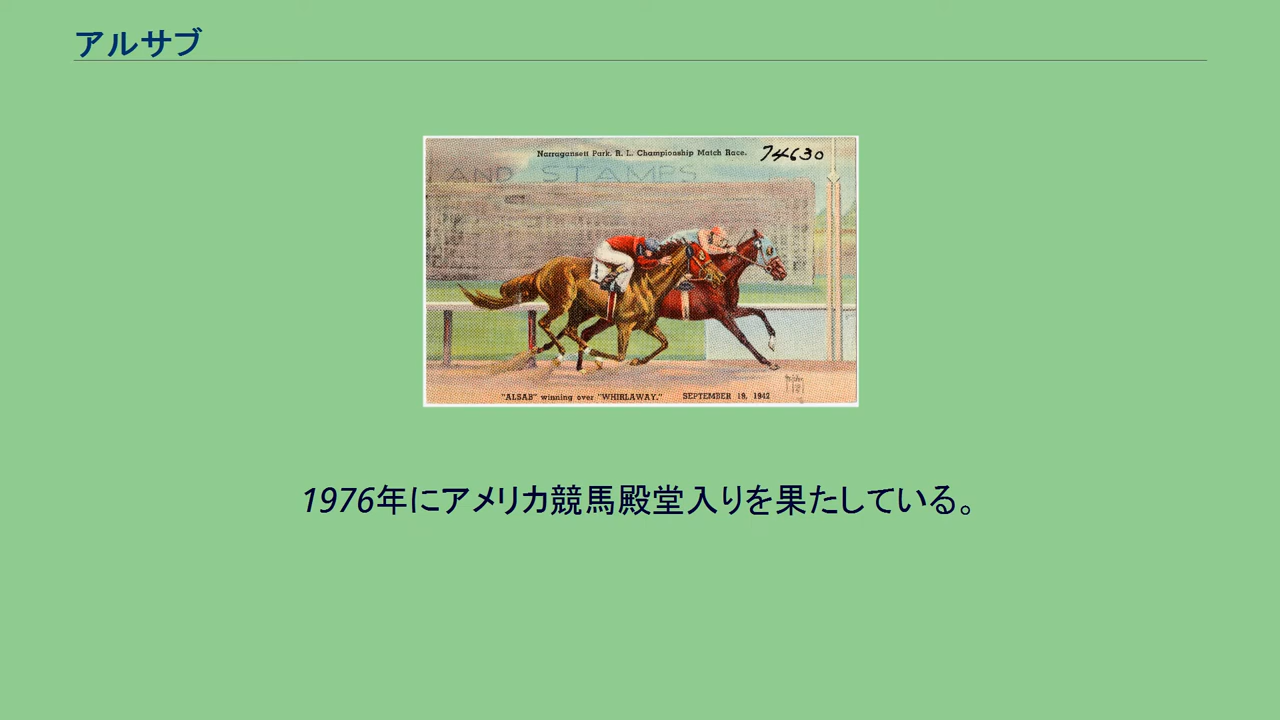 アルサブ
Narragansett Park. R. I. Championship Match Race. 74630
AND STAMPS
"ALSAB" winning over "WHIRLAWAY." SEPTEMBER 19, 1942
1976年にアメリカ競馬殿堂入りを果たしている。